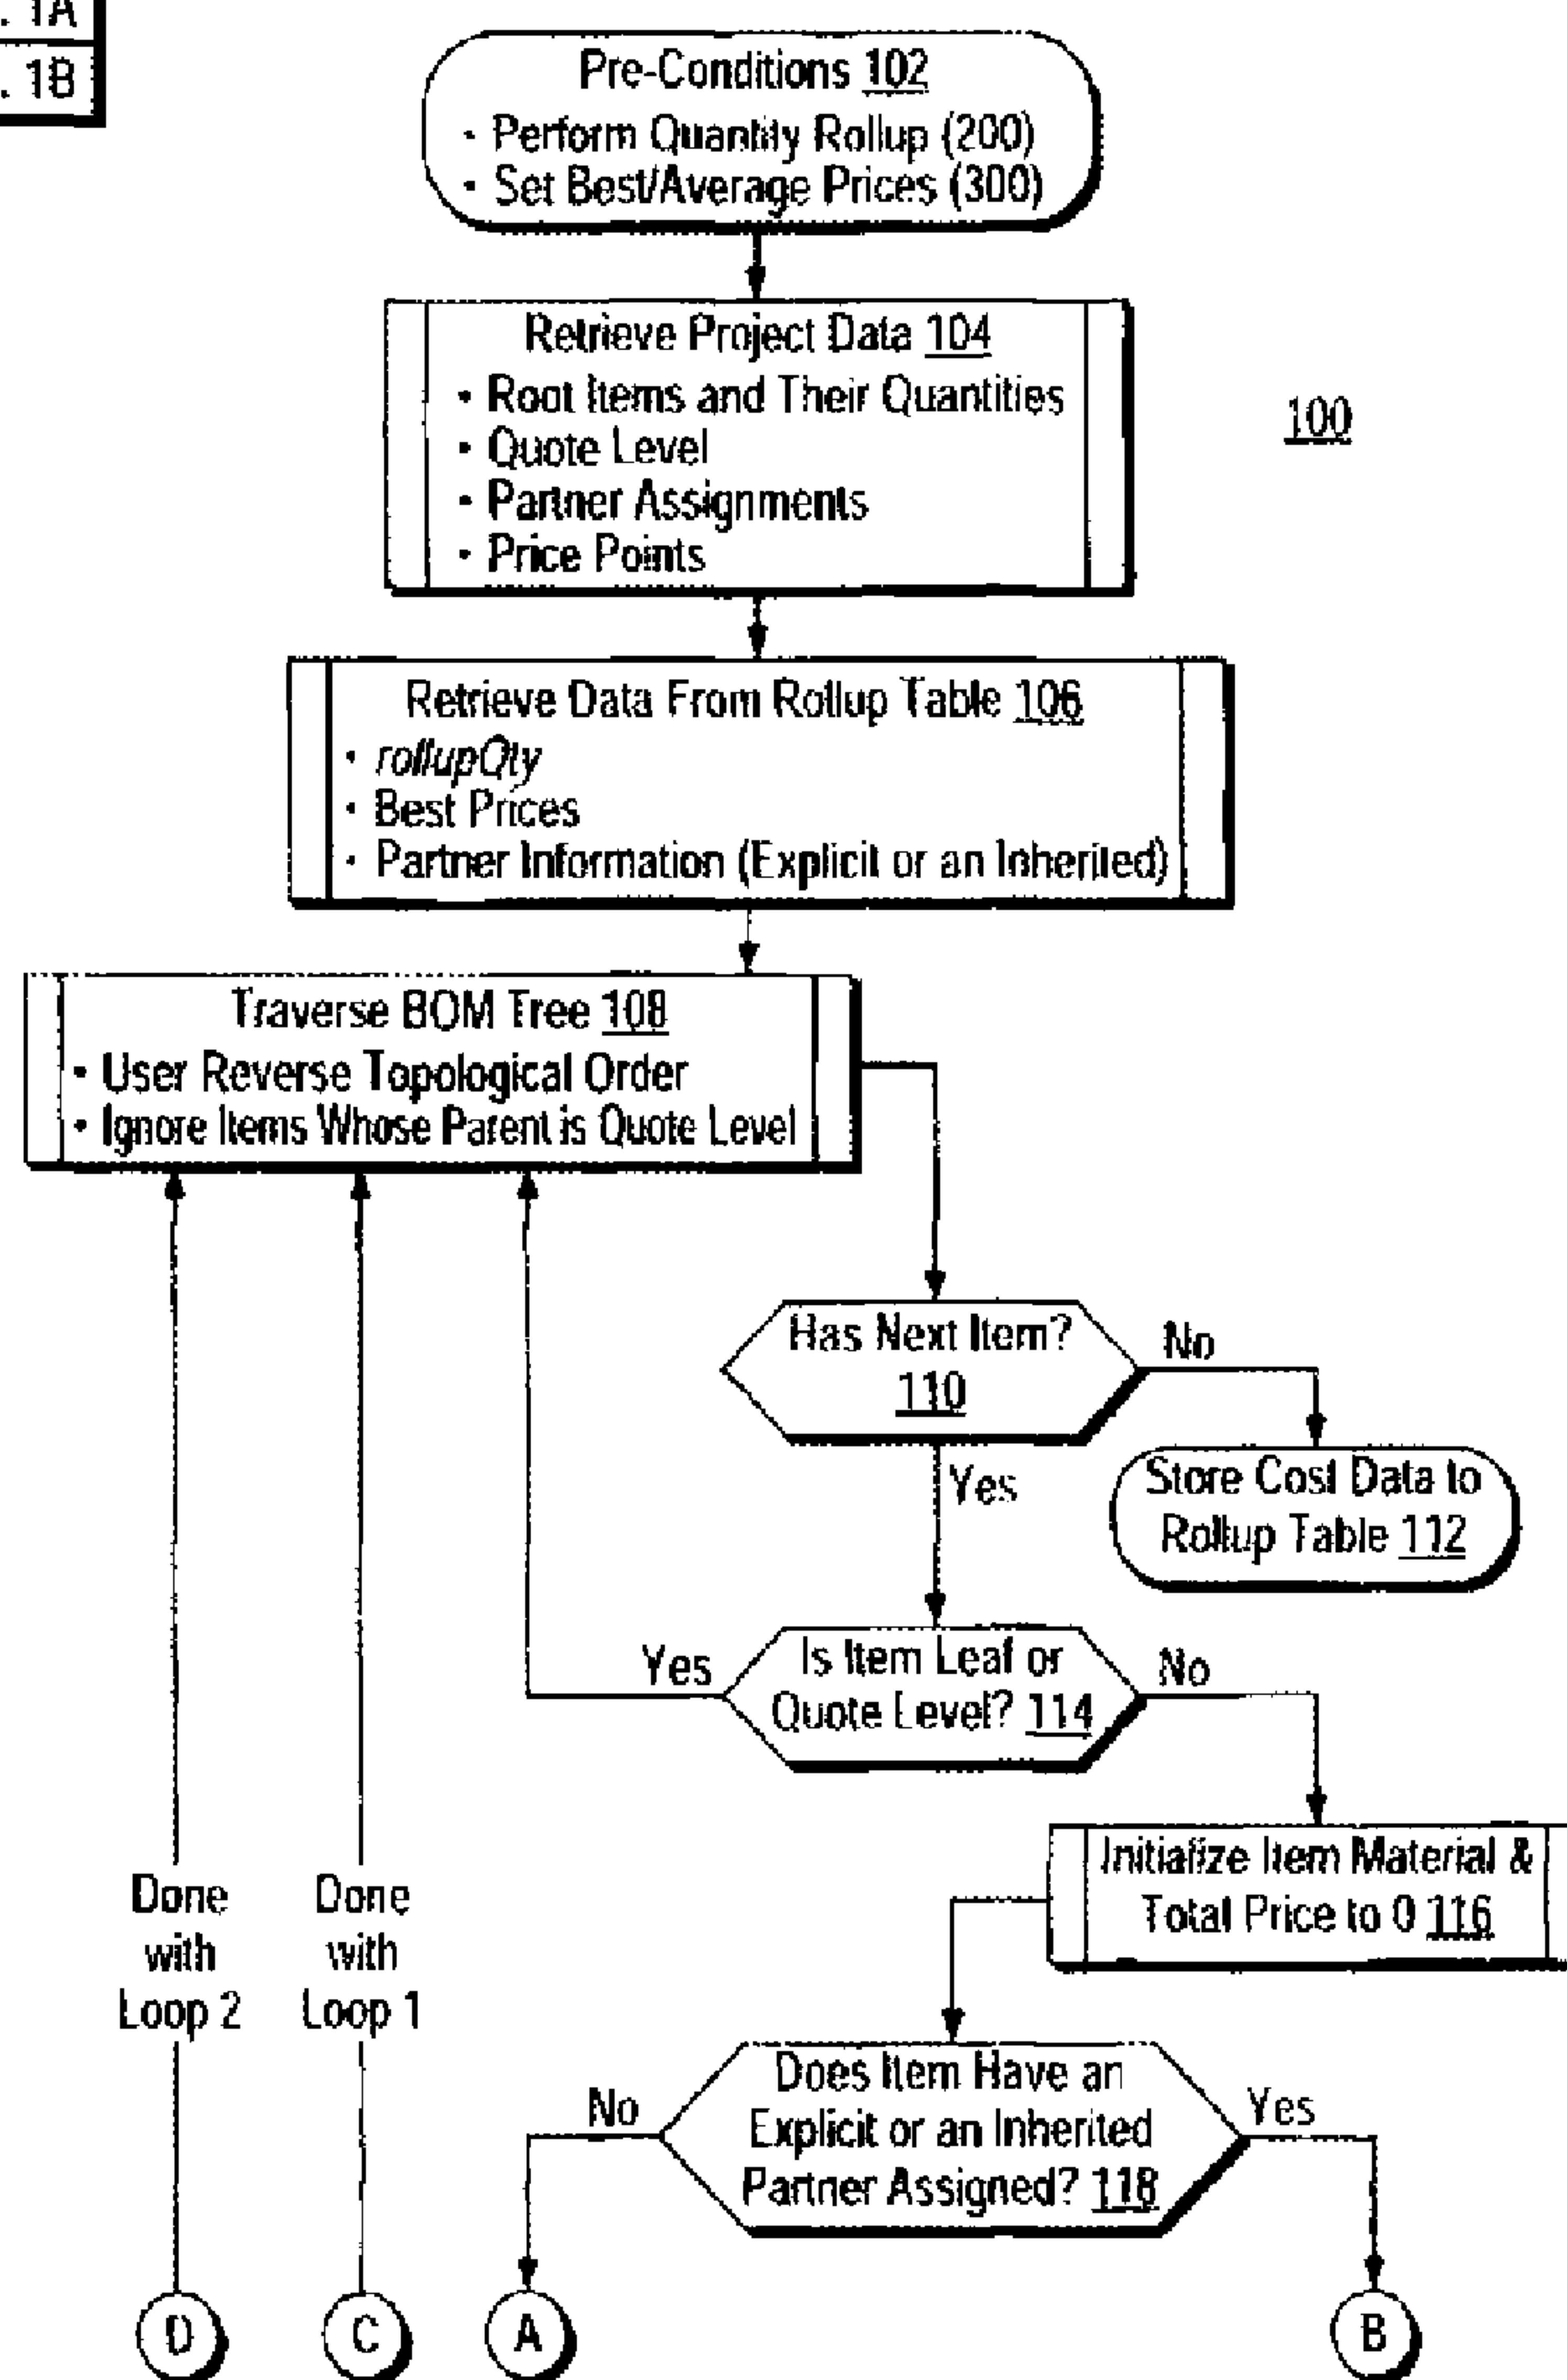 . 1A
. 1B
Pre-Conditions 102
· Perform Quantity Rollup (200)
· Set Best/Average Prices (300)
Retrieve Project Data 104
• Root Items and Their Quantities
• Quote Level
• Partner Assignments
• Price Points
100
Retrieve Data From Rollup Table 106
• rollupQty
• Best Prices
• Partner Information (Explicit or an Inherited)
Traverse BOM Tree 108
• User Reverse Topological Order
• Ignore Items Whose Parent is Quote Level
Has Next Item?
110
No
Yes
Store Cost Data to
Rollup Table 112
Yes
Is Item Leaf or
Quote Level? 114
No
Initialize Item Material &
Total Price to 0 116
Done
with
Loop 2
Done
with
Loop 1
No
Does Item Have an
Explicit or an Inherited
Partner Assigned? 118
Yes
D
C
A
B